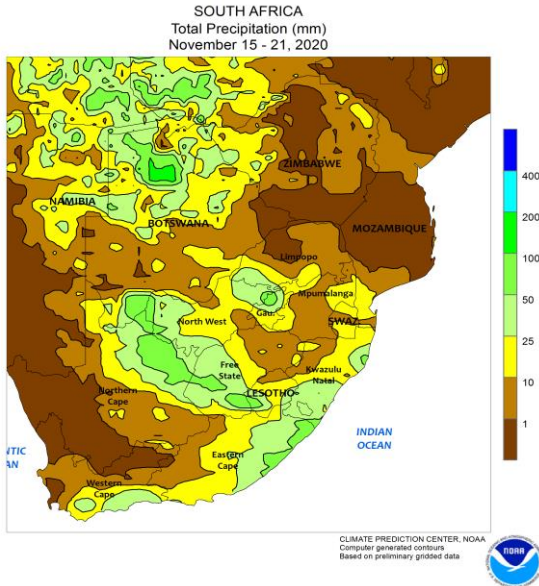 SOUTH AFRICA
Total Precipitation (mm)
November 15 - 21, 2020
ZIMBABWE
NAMIBIA
BOTSWANA
MOZAMBIQUE
Limpopo
Mpumalanga
Gau.
North West
SWAZ.
Free
State
Kwazulu
Natal
LESOTHO
Northern
Cape
Eastern
Cape
Western
Cape
NTIC
AN
INDIAN
OCEAN
400
200
100
50
25
10
1
CLIMATE PREDICTION CENTER, NOAA
Computer generated contours
Based on preliminary gridded data
NOAA